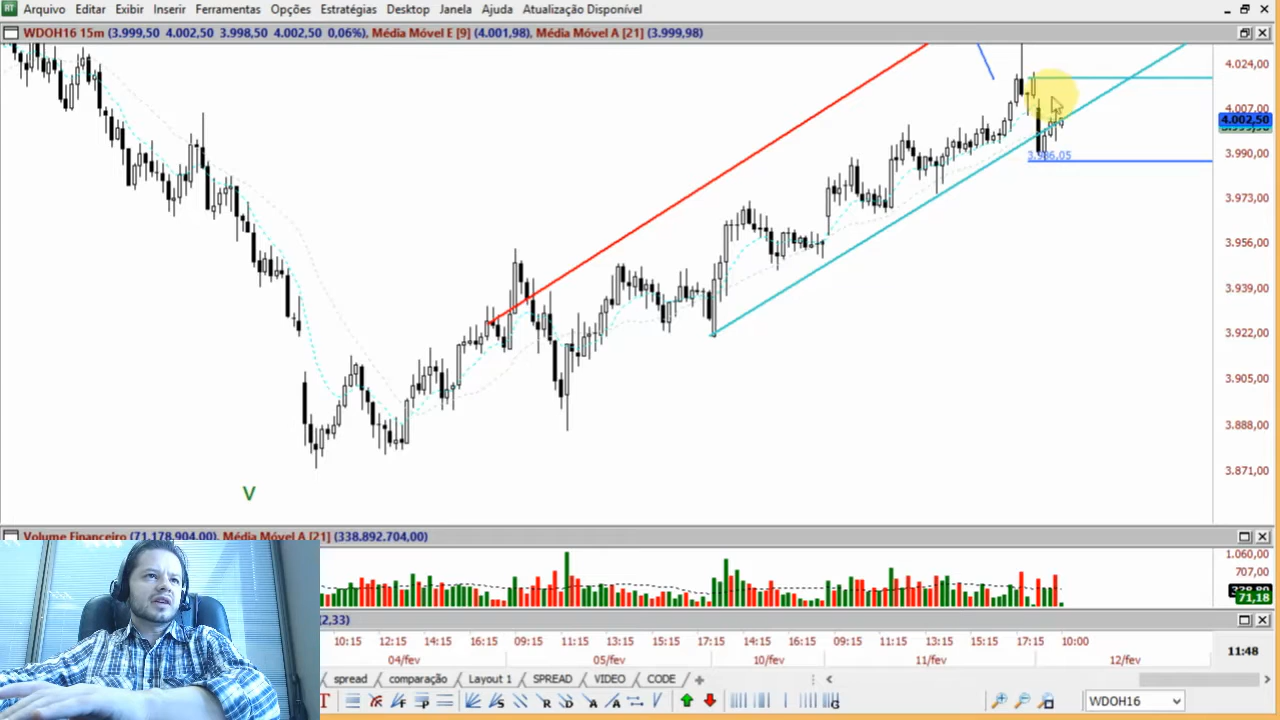 RT Arquivo Editar Exibir Inserir Ferramentas Opções Estratégias Desktop Janela Ajuda Atualização Disponível
WDOH16 15m (3.999,50 4.002,50 3.998,50 4.002,50 0,06%), Média Móvel E [9] (4.001,98), Média Móvel A [21] (3.999,98)
4.024,00
4.007,00
4.002,50
3.990,00
3.986,05
3.973,00
3.956,00
3.939,00
3.922,00
3.905,00
3.888,00
3.871,00
V
Volume Financeiro (71.178.904,00), Média Móvel A [21] (338.892.704,00)
1.060,00
707,00
71,18
2,33)
10:15 12:15 14:15 16:15 09:15 11:15 13:15 15:15 17:15 14:15 16:15 09:15 11:15 13:15 15:15 17:15 10:00
04/fev 05/fev 10/fev 11/fev 12/fev
11:48
spread comparação Layout 1 SPREAD VIDEO CODE
WDOH16